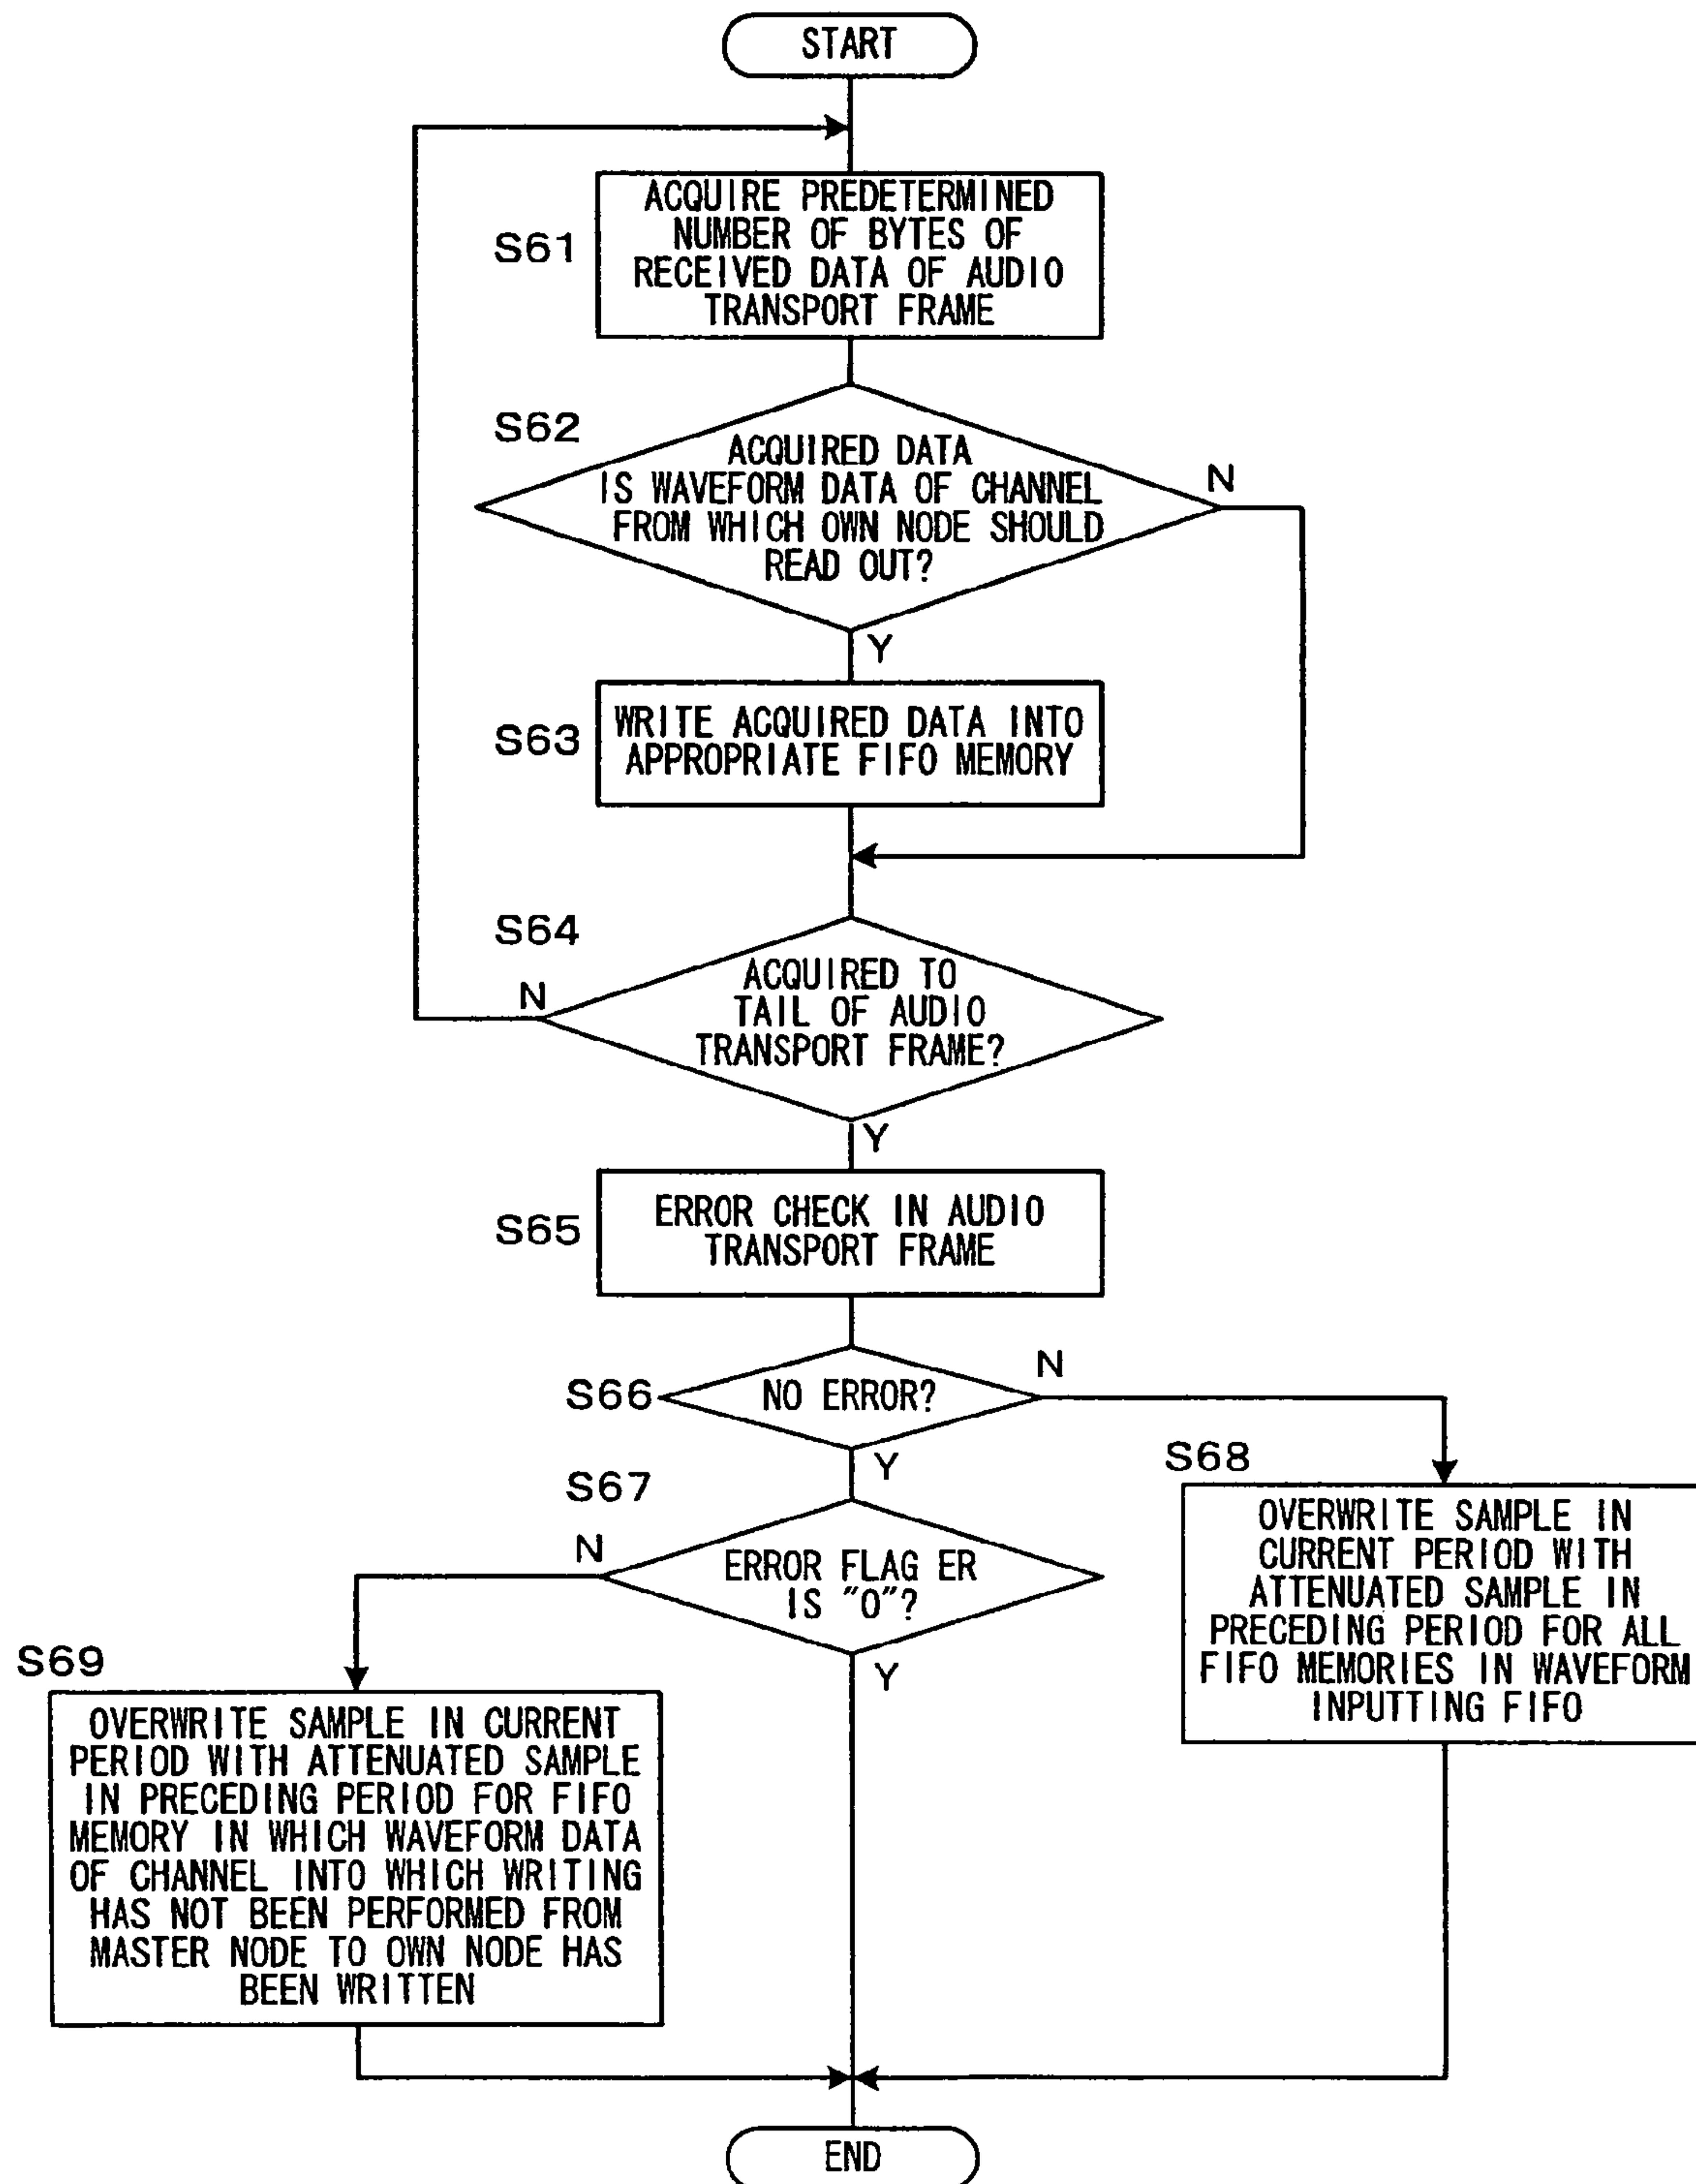 START
S61
ACQUIRE PREDETERMINED
NUMBER OF BYTES OF
RECEIVED DATA OF AUDIO
TRANSPORT FRAME
S62
ACQUIRED DATA
IS WAVEFORM DATA OF CHANNEL
FROM WHICH OWN NODE SHOULD
READ OUT?
N
Y
S63
WRITE ACQUIRED DATA INTO
APPROPRIATE FIFO MEMORY
S64
ACQUIRED TO
TAIL OF AUDIO
TRANSPORT FRAME?
N
Y
S65
ERROR CHECK IN AUDIO
TRANSPORT FRAME
S66
NO ERROR?
N
Y
S67
ERROR FLAG ER
IS "0"?
N
Y
S68
OVERWRITE SAMPLE IN
CURRENT PERIOD WITH
ATTENUATED SAMPLE IN
PRECEDING PERIOD FOR ALL
FIFO MEMORIES IN WAVEFORM
INPUTTING FIFO
S69
OVERWRITE SAMPLE IN CURRENT
PERIOD WITH ATTENUATED SAMPLE
IN PRECEDING PERIOD FOR FIFO
MEMORY IN WHICH WAVEFORM DATA
OF CHANNEL INTO WHICH WRITING
HAS NOT BEEN PERFORMED FROM
MASTER NODE TO OWN NODE HAS
BEEN WRITTEN
END